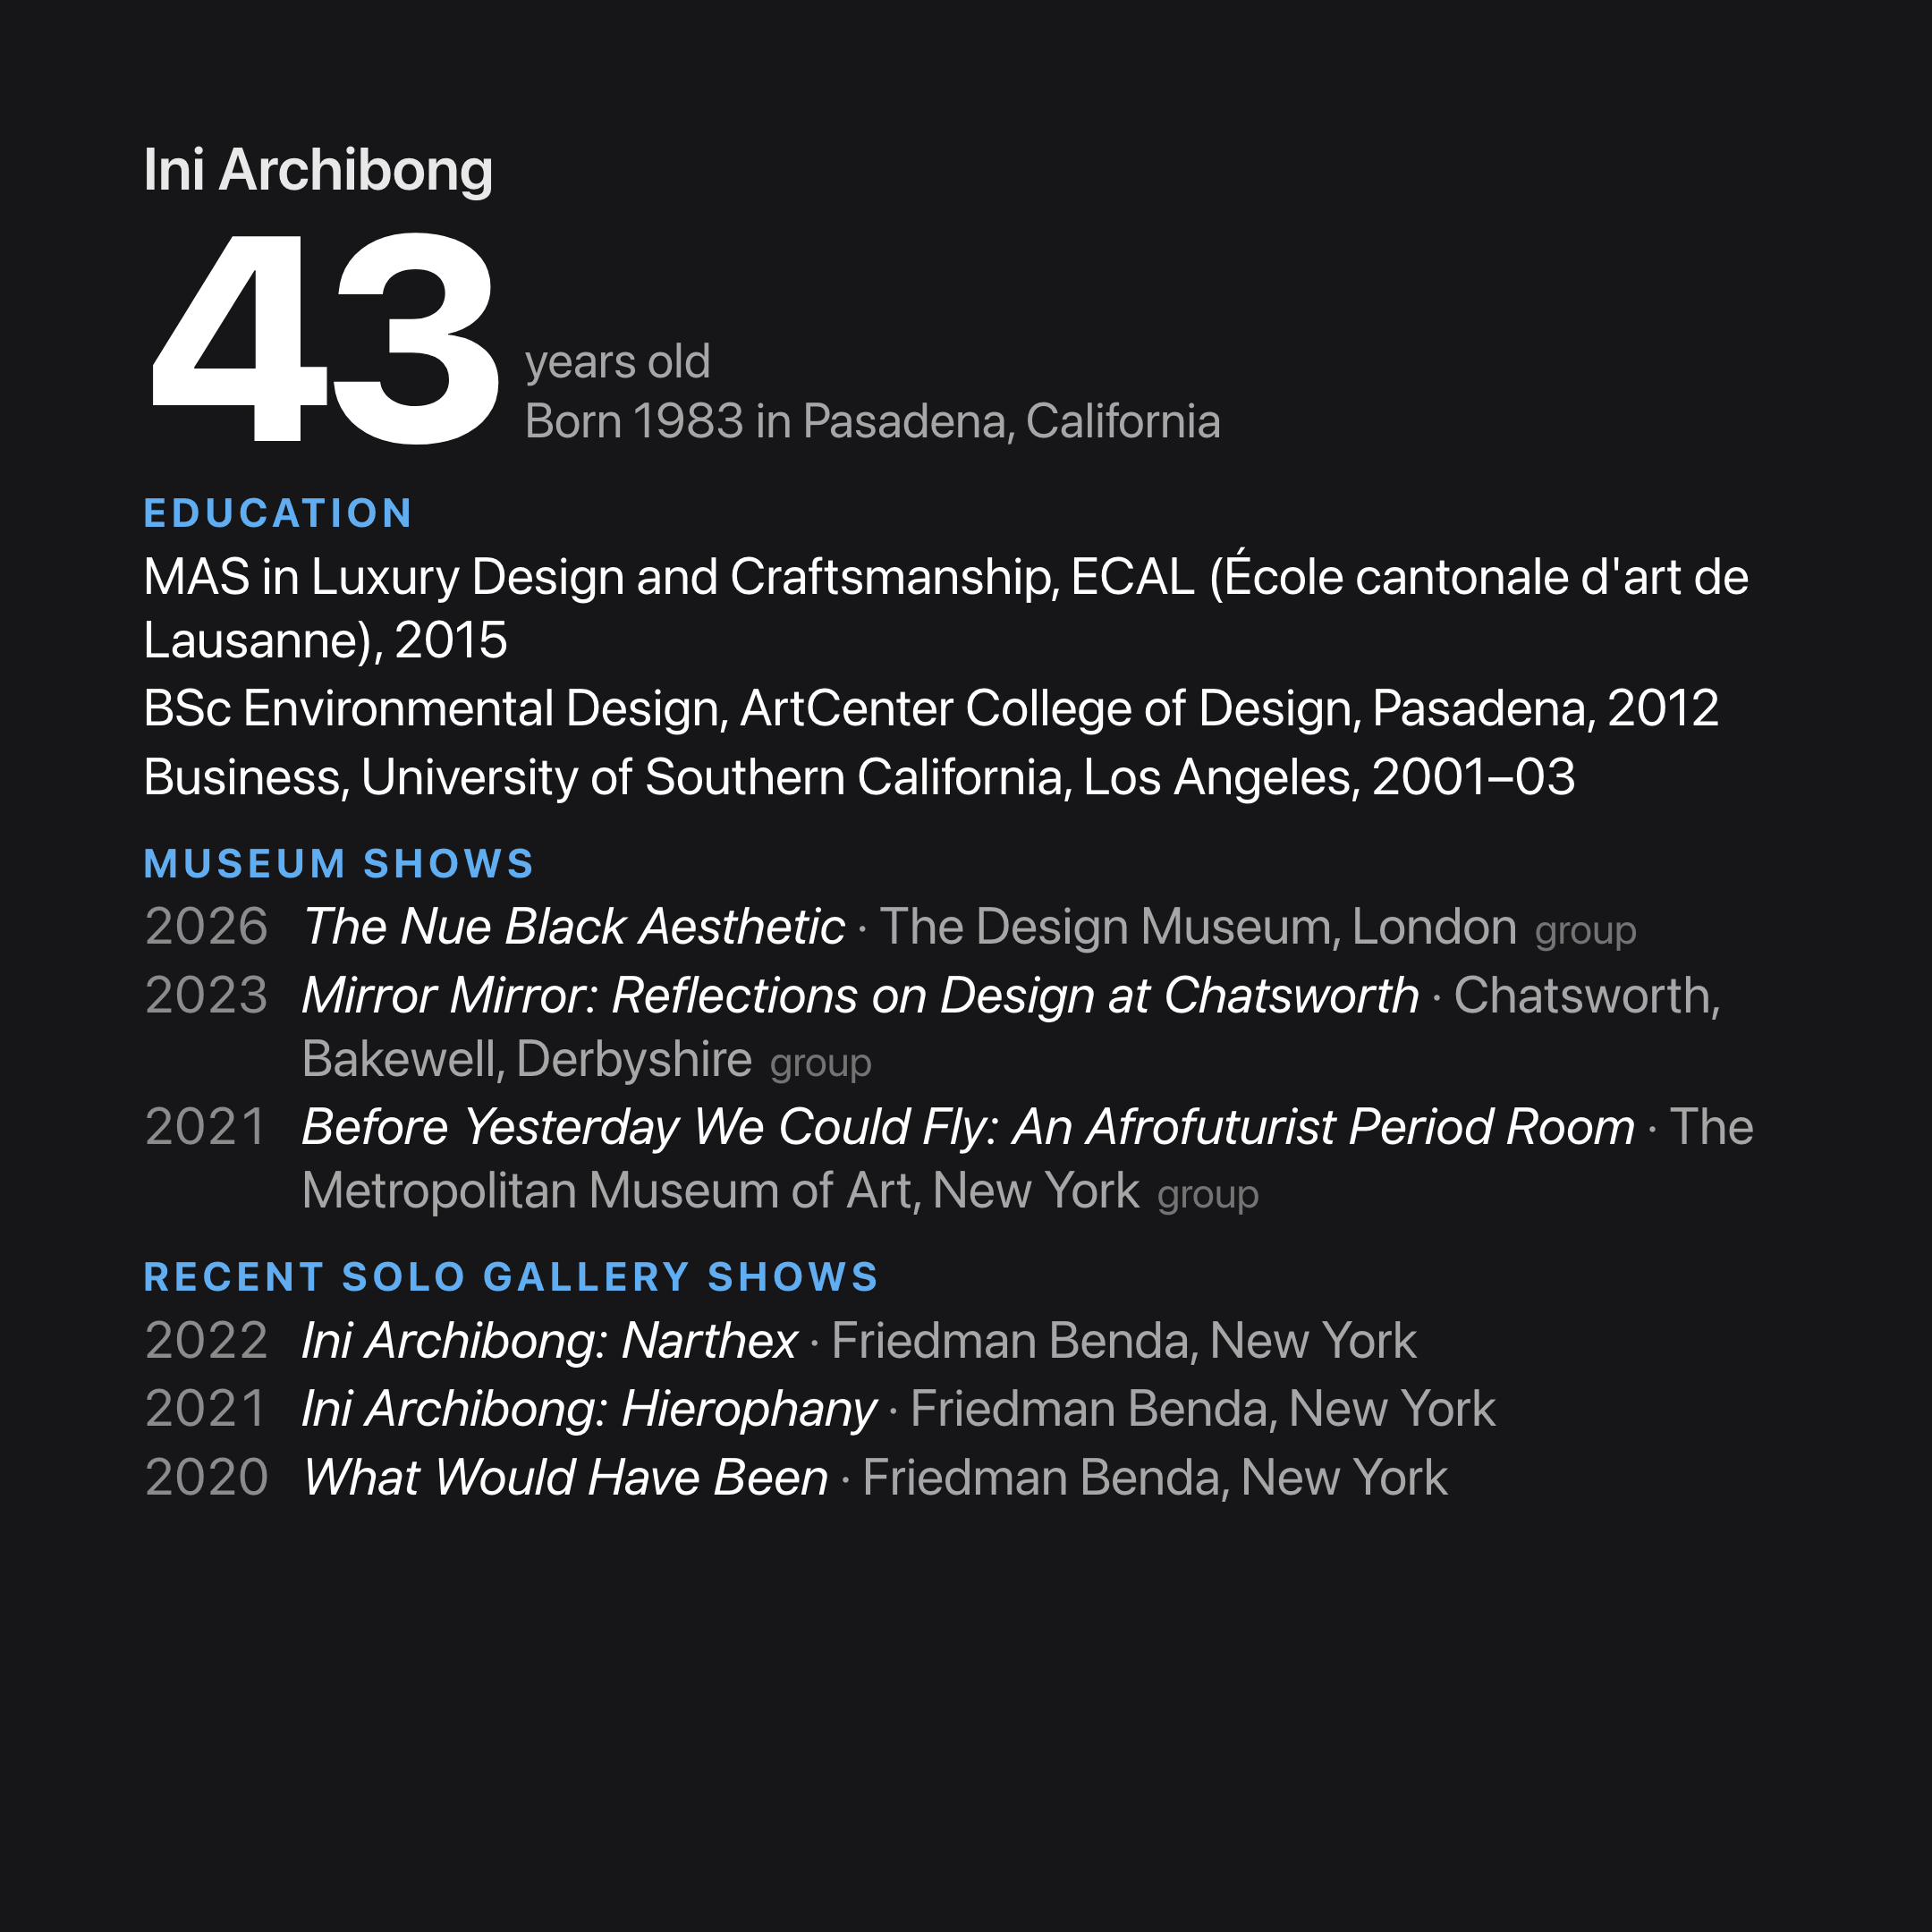 Ini Archibong
43
years old
Born 1983 in Pasadena, California
EDUCATION
MAS in Luxury Design and Craftsmanship, ECAL (École cantonale d'art de
Lausanne), 2015
BSc Environmental Design, ArtCenter College of Design, Pasadena, 2012
Business, University of Southern California, Los Angeles, 2001–03
MUSEUM SHOWS
2026 The Nue Black Aesthetic · The Design Museum, London group
2023 Mirror Mirror: Reflections on Design at Chatsworth · Chatsworth,
Bakewell, Derbyshire group
2021 Before Yesterday We Could Fly: An Afrofuturist Period Room · The
Metropolitan Museum of Art, New York group
RECENT SOLO GALLERY SHOWS
2022 Ini Archibong: Narthex · Friedman Benda, New York
2021 Ini Archibong: Hierophany · Friedman Benda, New York
2020 What Would Have Been · Friedman Benda, New York